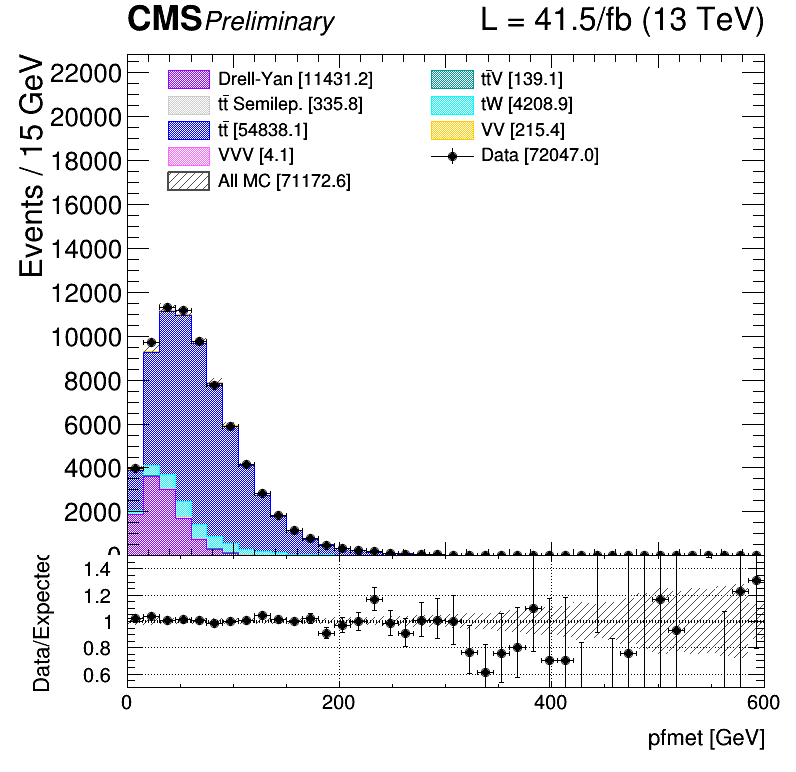 CMS Preliminary L = 41.5/fb (13 TeV)
Events / 15 GeV
22000
20000
18000
16000
14000
12000
10000
8000
6000
4000
2000
0
Drell-Yan [11431.2]
tt̄ Semilep. [335.8]
tt̄ [54838.1]
VVV [4.1]
All MC [71172.6]
tt̄V [139.1]
tW [4208.9]
VV [215.4]
Data [72047.0]
Data/Expected
1.4
1.2
1
0.8
0.6
0 200 400 600
pfmet [GeV]